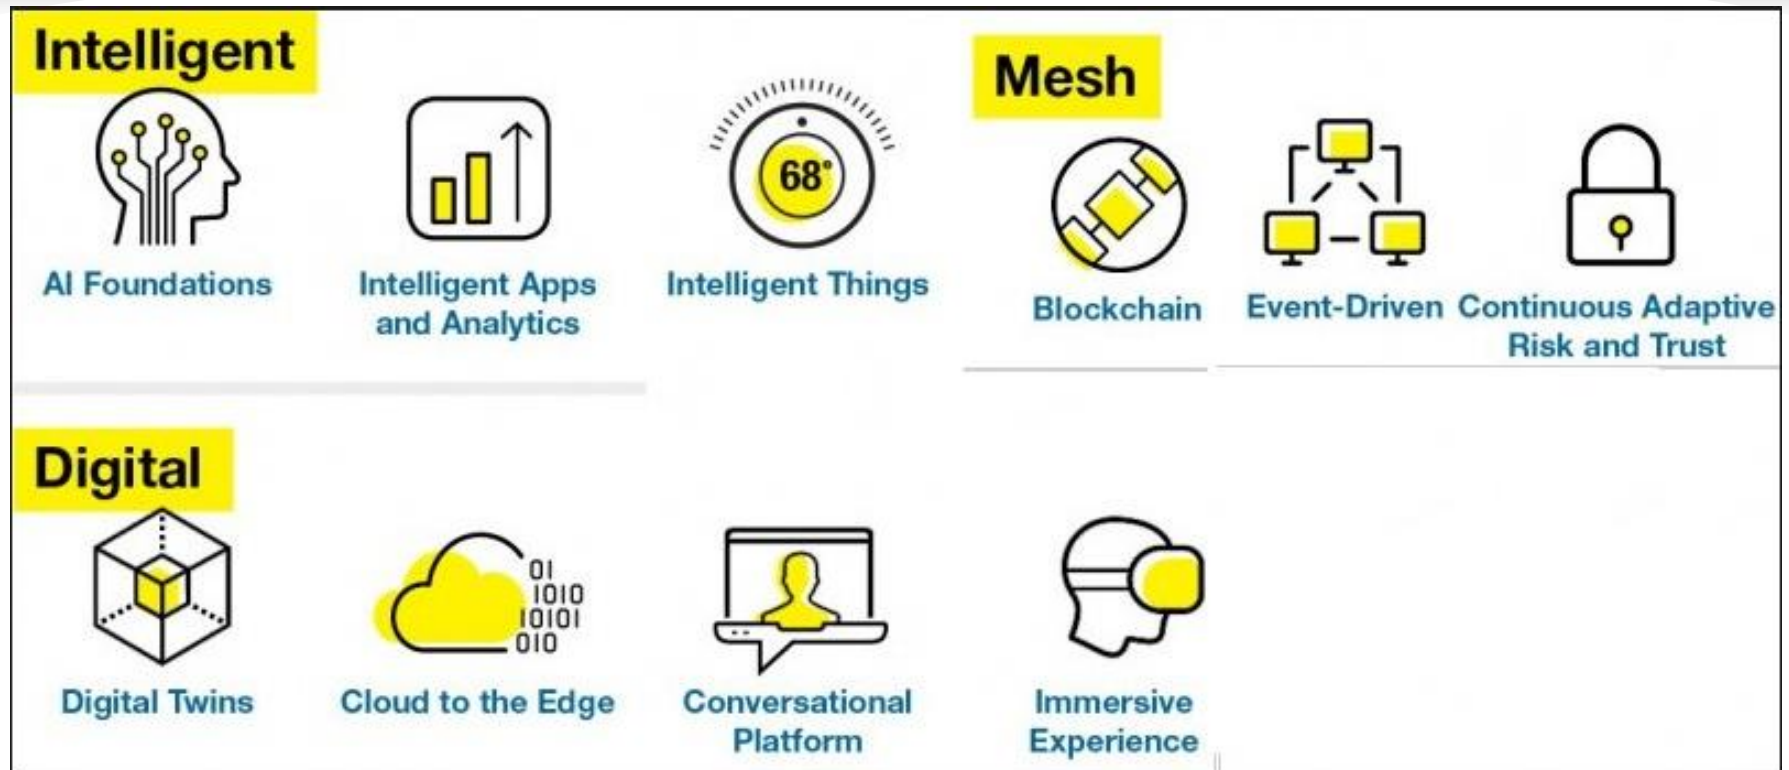 Intelligent
AI Foundations
Intelligent Apps
and Analytics
68°
Intelligent Things
Mesh
Blockchain
Event-Driven
Continuous Adaptive
Risk and Trust
Digital
Digital Twins
01
1010
10101
010
Cloud to the Edge
Conversational
Platform
Immersive
Experience